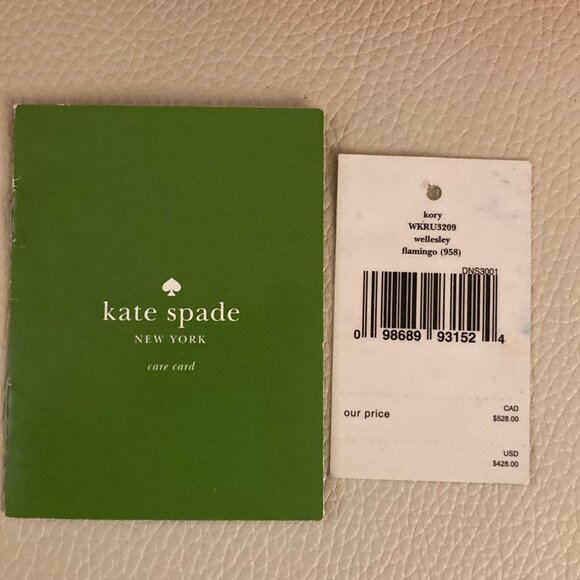 kate spade
NEW YORK
care card
kory
WKRU3209
wellesley
flamingo (958)
DNS3001
0 98689 93152 4
our price
CAD
$528.00
USD
$428.00